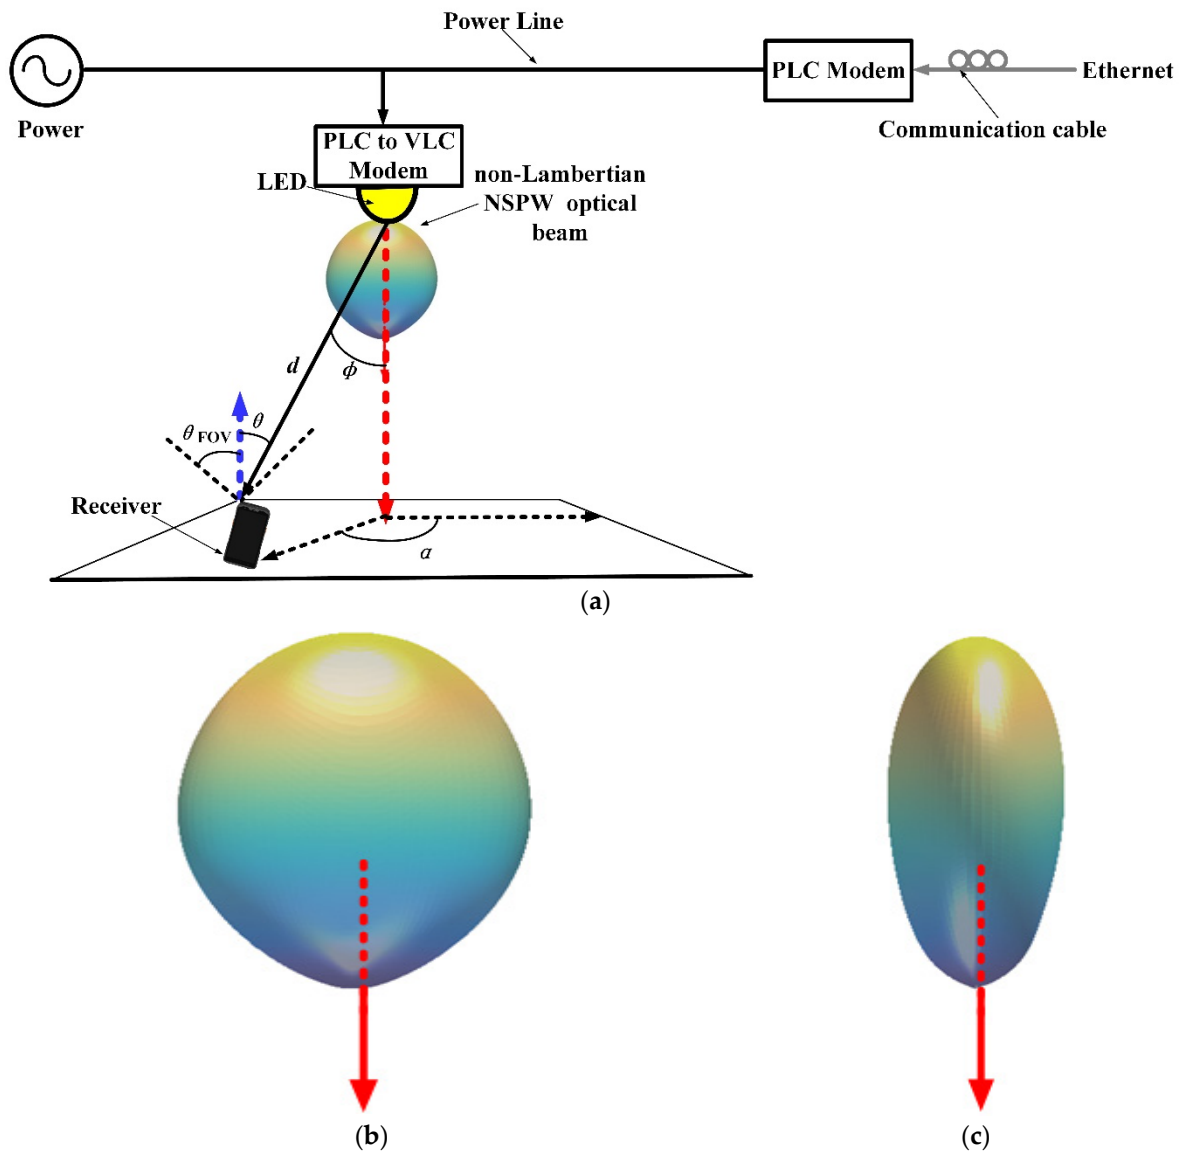 Power Line
PLC Modem
Ethernet
Power
Communication cable
PLC to VLC
Modem
LED
non-Lambertian
NSPW optical
beam
d
ϕ
θ FOV
θ
Receiver
α
(a)
(b)
(c)